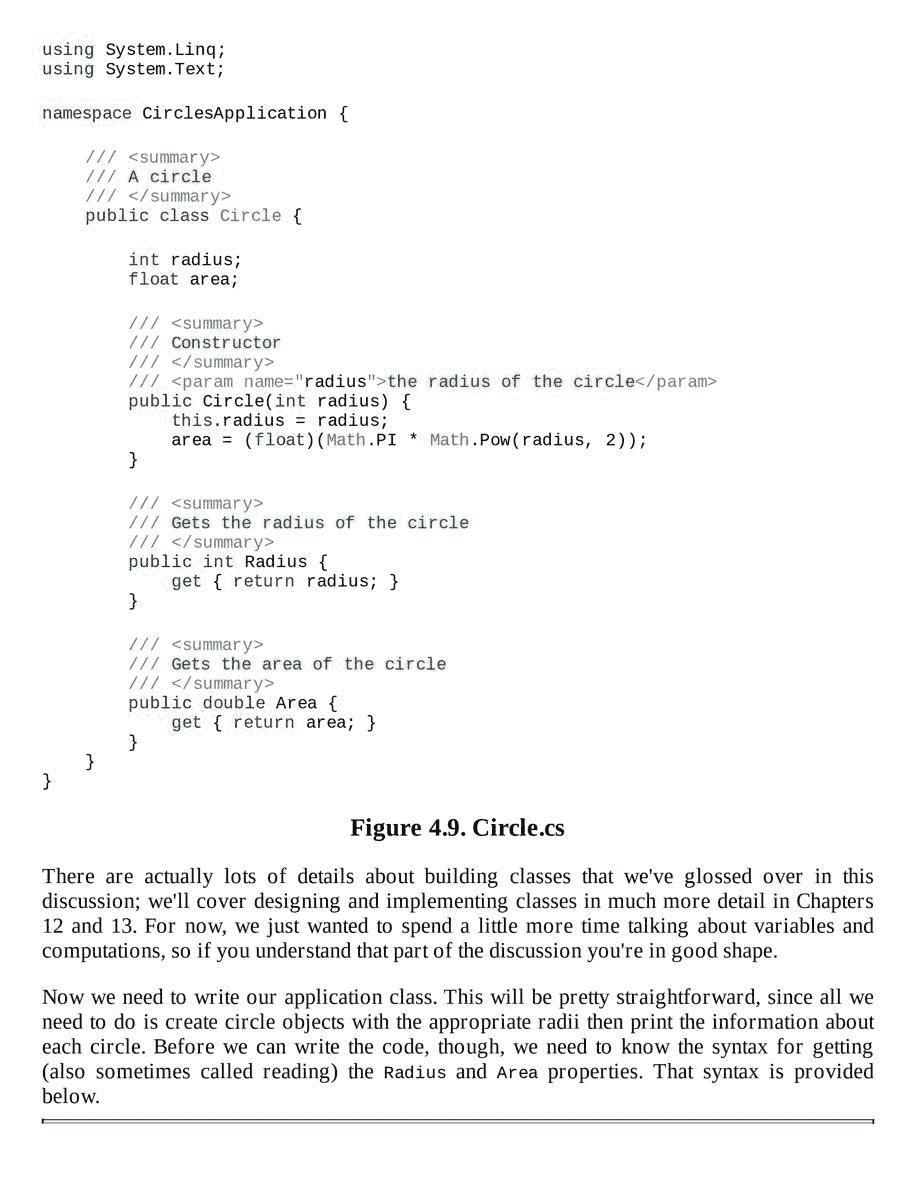 using System.Linq;
using System.Text;
namespace CirclesApplication {
/// <summary>
/// A circle
/// </summary>
public class Circle {
int radius;
float area;
/// <summary>
/// Constructor
/// </summary>
/// <param name="radius">the radius of the circle</param>
public Circle(int radius) {
this.radius = radius;
area = (float)(Math.PI * Math.Pow(radius, 2));
}
/// <summary>
/// Gets the radius of the circle
/// </summary>
public int Radius {
get { return radius; }
}
/// <summary>
/// Gets the area of the circle
/// </summary>
public double Area {
get { return area; }
}
}
}
Figure 4.9. Circle.cs
There are actually lots of details about building classes that we've glossed over in this
discussion; we'll cover designing and implementing classes in much more detail in Chapters
12 and 13. For now, we just wanted to spend a little more time talking about variables and
computations, so if you understand that part of the discussion you're in good shape.
Now we need to write our application class. This will be pretty straightforward, since all we
need to do is create circle objects with the appropriate radii then print the information about
each circle. Before we can write the code, though, we need to know the syntax for getting
(also sometimes called reading) the Radius and Area properties. That syntax is provided
below.